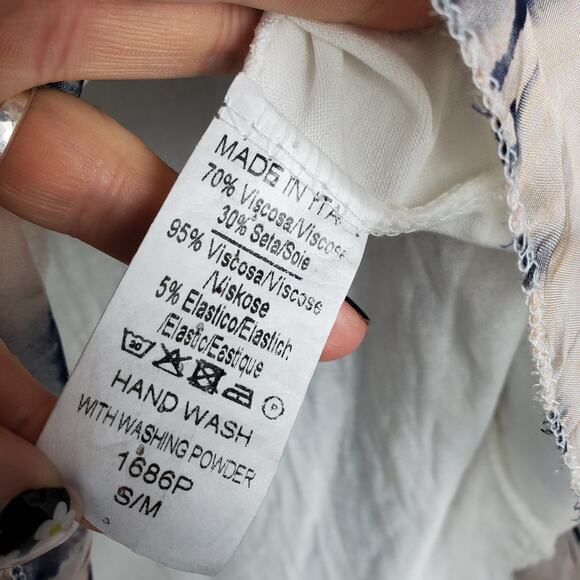 MADE IN ITA
70% Viscosa/Viscose
30% Seta/Soie
95% Viscosa/Viscose
/Viskose
5% Elastico/Elastich
/Elastic/Eastique
30 P
HAND WASH
WITH WASHING POWDER
1686P
S/M